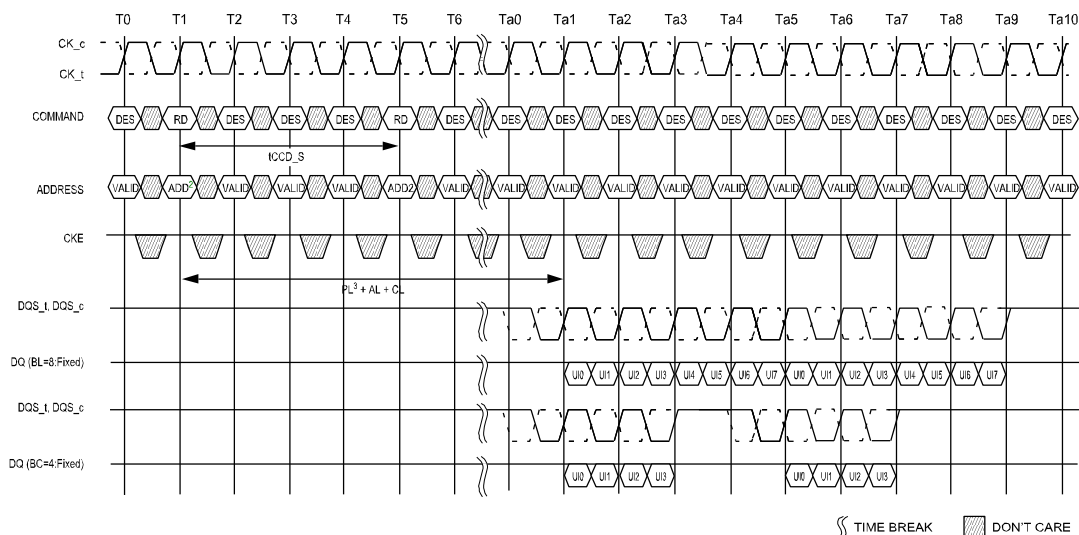 T0 T1 T2 T3 T4 T5 T6 Ta0 Ta1 Ta2 Ta3 Ta4 Ta5 Ta6 Ta7 Ta8 Ta9 Ta10
CK_c
CK_t
COMMAND DES RD DES DES DES RD DES DES DES DES DES DES DES DES DES DES DES DES
tCCD_S
ADDRESS VALID ADD2 VALID VALID VALID ADD2 VALID VALID VALID VALID VALID VALID VALID VALID VALID VALID VALID VALID
CKE
PL3 + AL + CL
DQS_t, DQS_c
DQ (BL=8:Fixed) UI0 UI1 UI2 UI3 UI4 UI5 UI6 UI7 UI0 UI1 UI2 UI3 UI4 UI5 UI6 UI7
DQS_t, DQS_c
DQ (BC=4:Fixed) UI0 UI1 UI2 UI3 UI0 UI1 UI2 UI3
TIME BREAK DON'T CARE